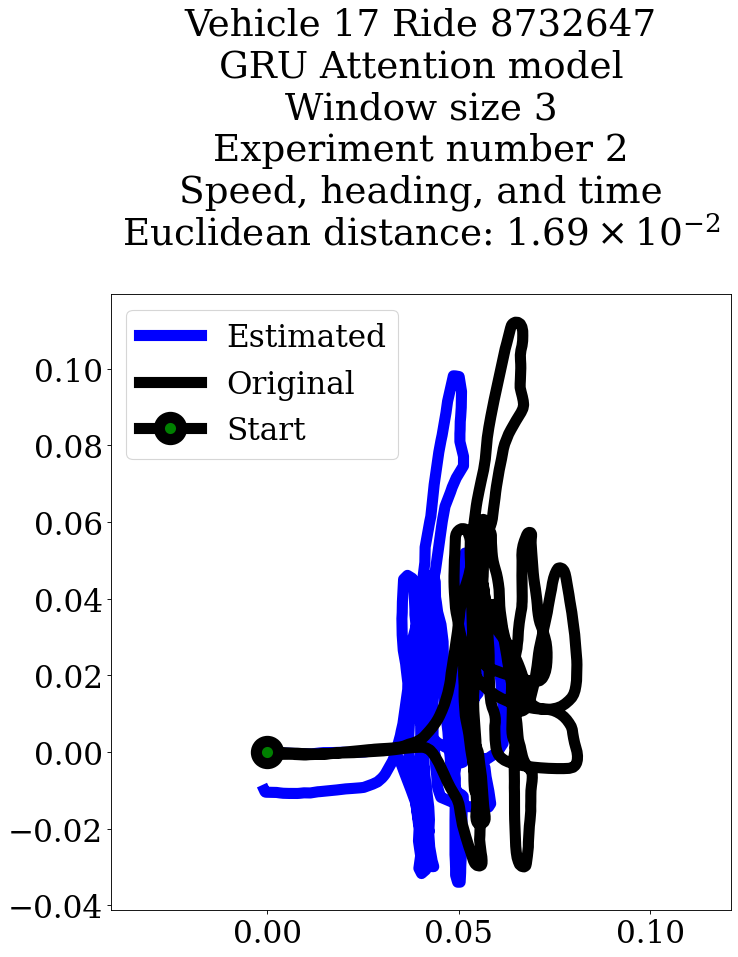 Vehicle 17 Ride 8732647
GRU Attention model
Window size 3
Experiment number 2
Speed, heading, and time
Euclidean distance: 1.69 × 10⁻²
Estimated
Original
Start
0.10
0.08
0.06
0.04
0.02
0.00
−0.02
−0.04
0.00 0.05 0.10